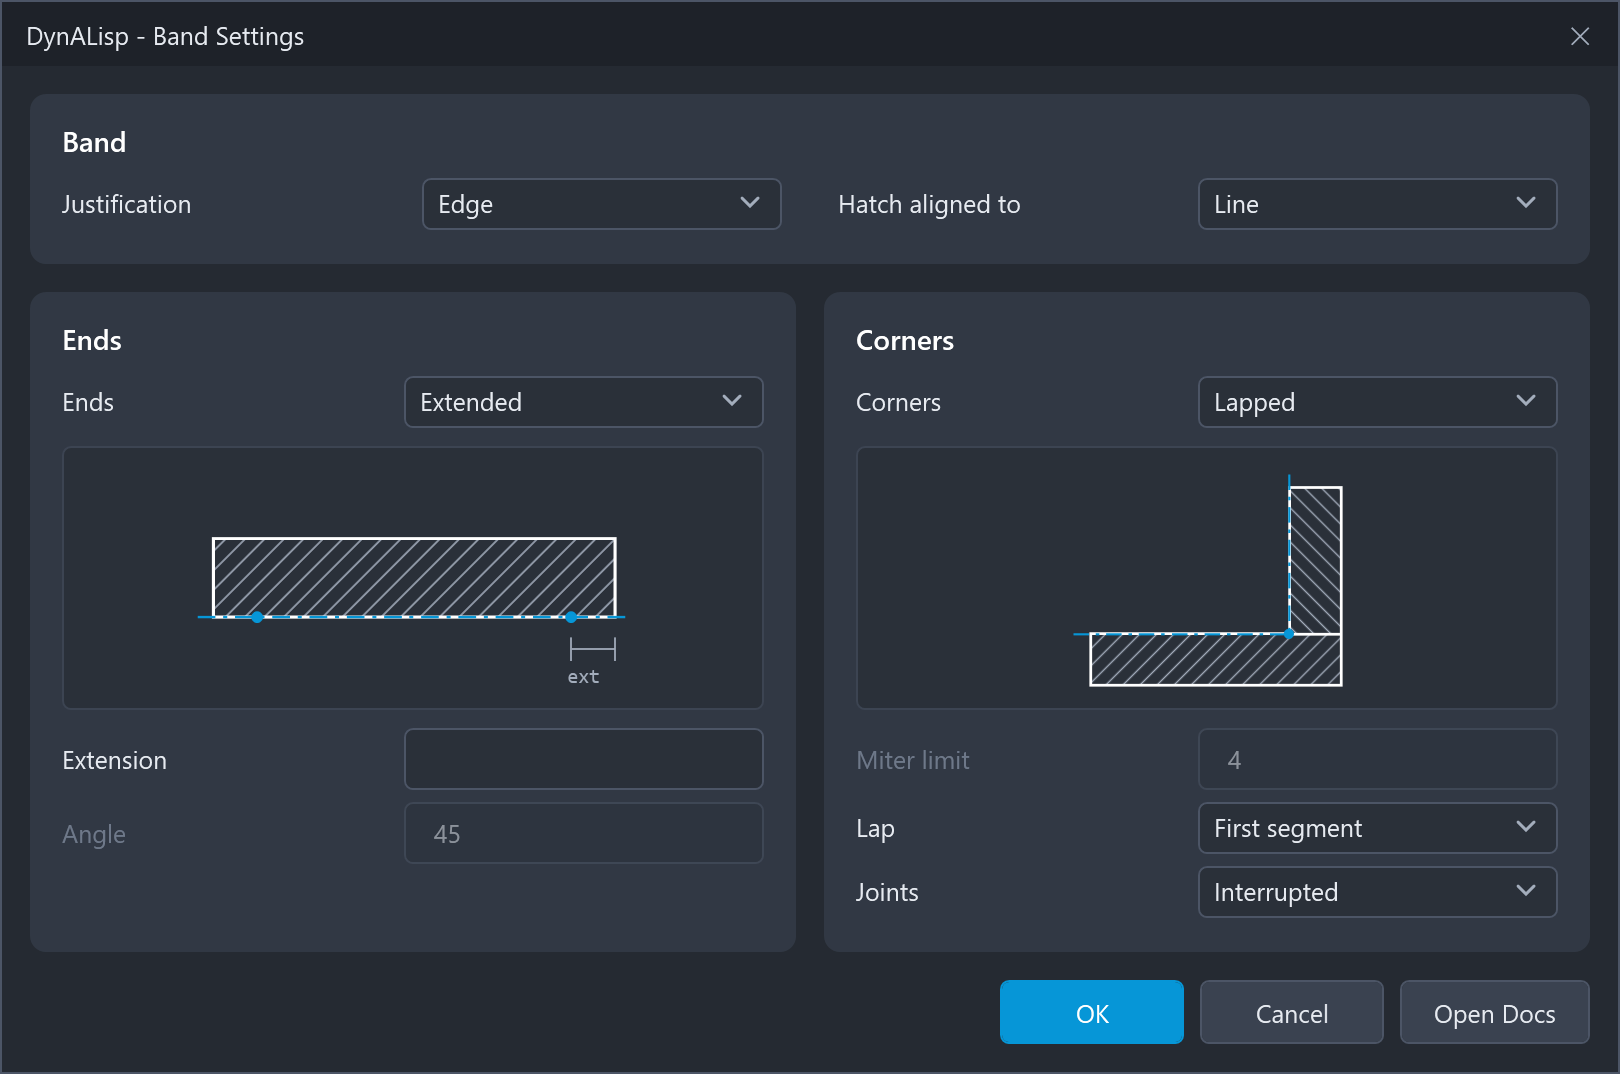 DynALisp - Band Settings
Band
Justification
Edge
Hatch aligned to
Line
Ends
Ends
Extended
ext
Extension
Angle
45
Corners
Corners
Lapped
Miter limit
4
Lap
First segment
Joints
Interrupted
OK
Cancel
Open Docs